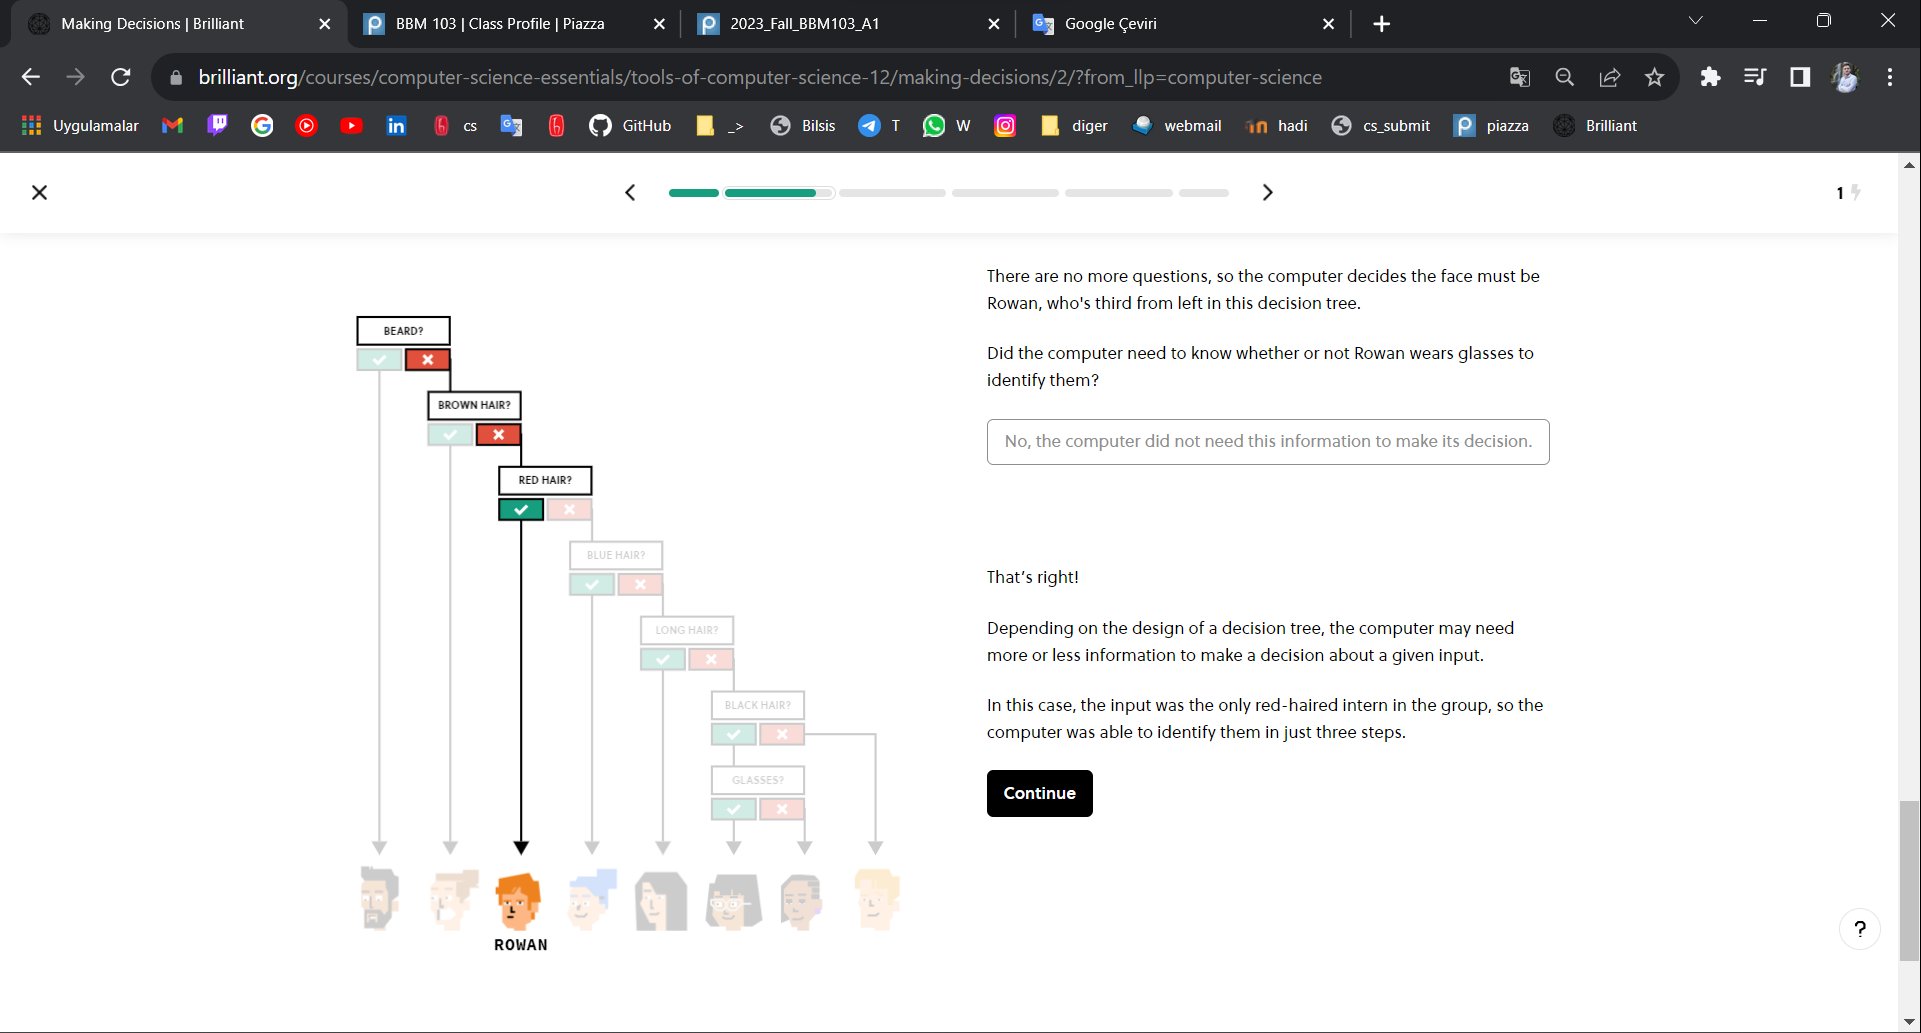 Making Decisions | Brilliant
BBM 103 | Class Profile | Piazza
2023_Fall_BBM103_A1
Google Çeviri
brilliant.org/courses/computer-science-essentials/tools-of-computer-science-12/making-decisions/2/?from_llp=computer-science
Uygulamalar
cs
GitHub
_>
Bilsis
T
W
diger
webmail
hadi
cs_submit
piazza
Brilliant
1
There are no more questions, so the computer decides the face must be
Rowan, who's third from left in this decision tree.
Did the computer need to know whether or not Rowan wears glasses to
identify them?
No, the computer did not need this information to make its decision.
That's right!
Depending on the design of a decision tree, the computer may need
more or less information to make a decision about a given input.
In this case, the input was the only red-haired intern in the group, so the
computer was able to identify them in just three steps.
Continue
BEARD?
BROWN HAIR?
RED HAIR?
BLUE HAIR?
LONG HAIR?
BLACK HAIR?
GLASSES?
ROWAN
?